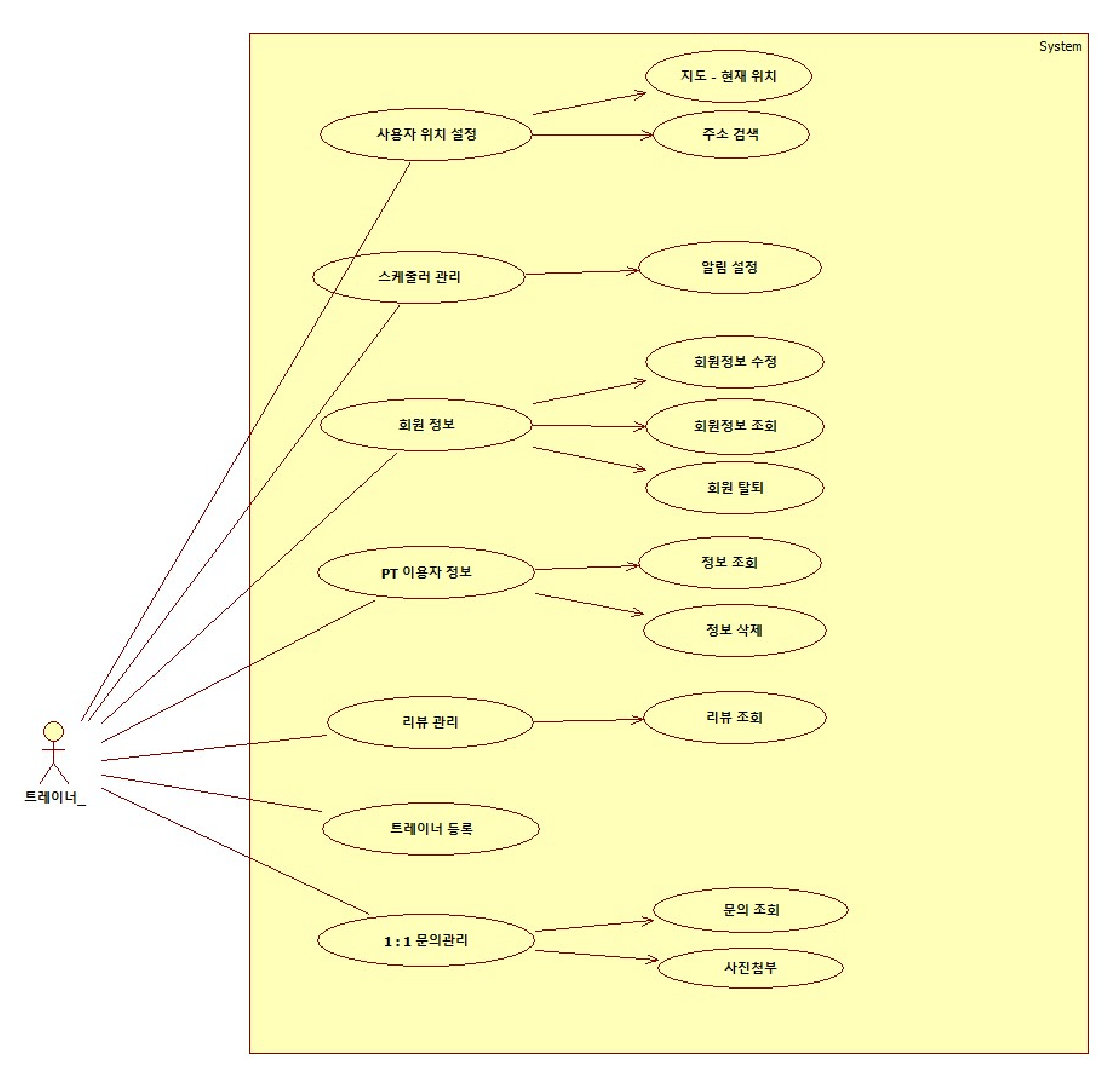 System
지도 - 현재 위치
사용자 위치 설정
주소 검색
스케줄러 관리
알림 설정
회원정보 수정
회원 정보
회원정보 조회
회원 탈퇴
PT 이용자 정보
정보 조회
정보 삭제
리뷰 관리
리뷰 조회
트레이너_
트레이너 등록
1 : 1 문의관리
문의 조회
사진첨부